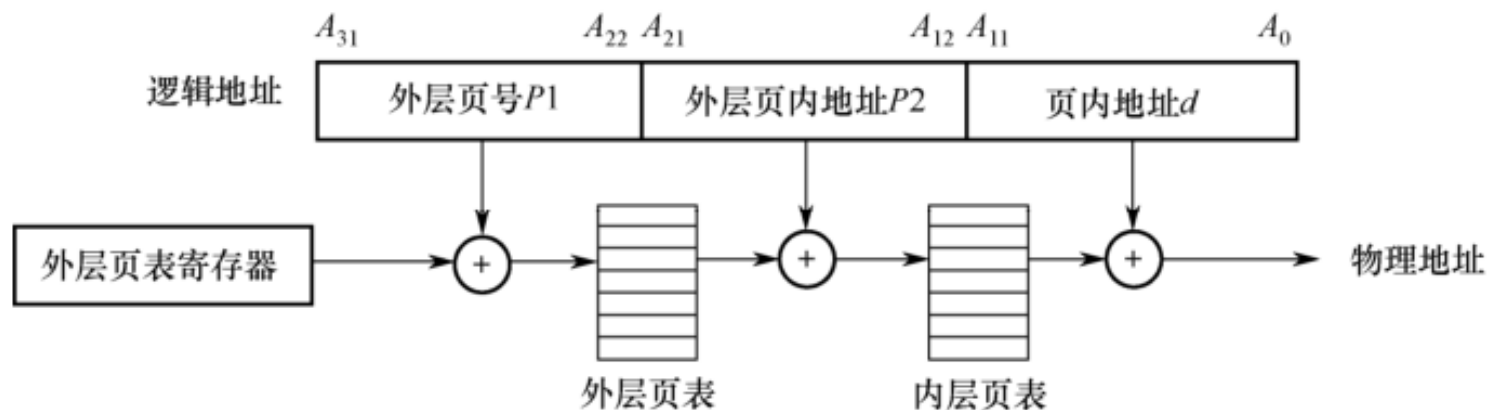 A₃₁ A₂₂ A₂₁ A₁₂ A₁₁ A₀
逻辑地址 外层页号P1 外层页内地址P2 页内地址d
外层页表寄存器 + + + 物理地址
外层页表 内层页表